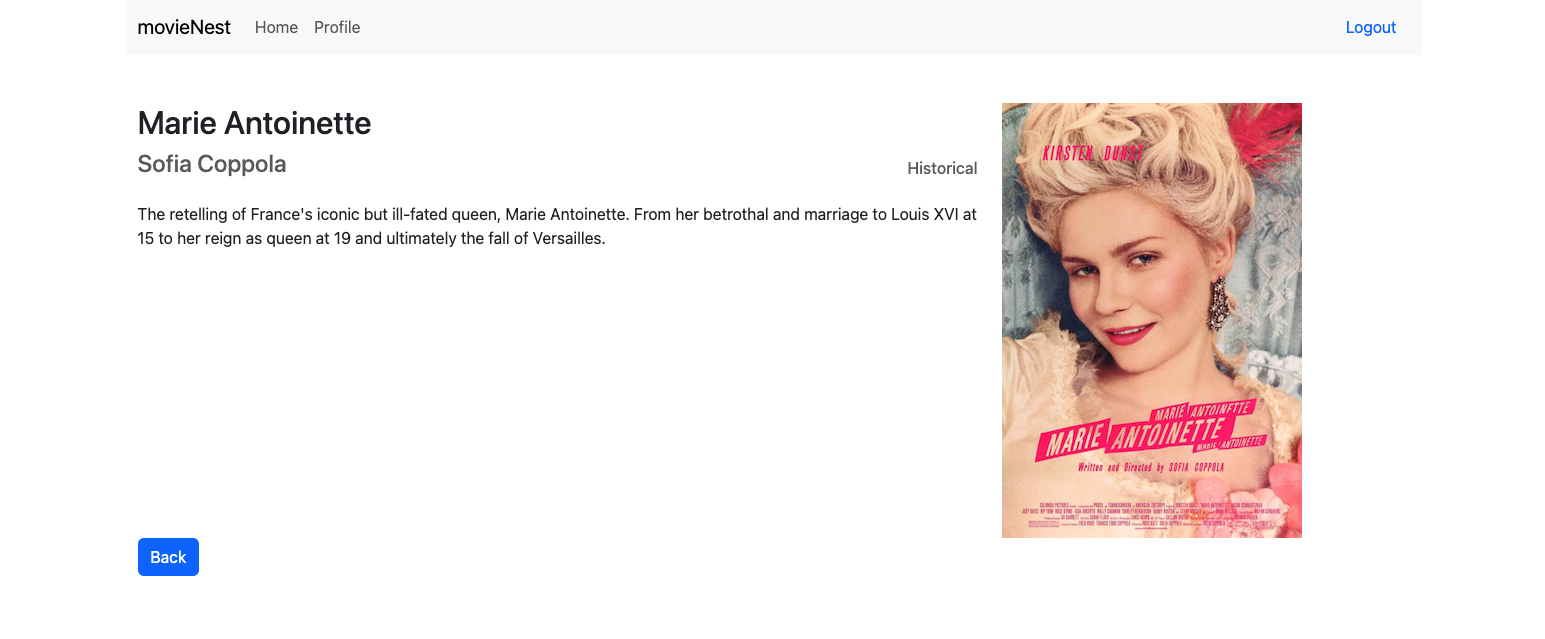 movieNest Home Profile Logout
Marie Antoinette
Sofia Coppola
Historical
The retelling of France's iconic but ill-fated queen, Marie Antoinette. From her betrothal and marriage to Louis XVI at
15 to her reign as queen at 19 and ultimately the fall of Versailles.
KIRSTEN DUNST
MARIE ANTOINETTE
MARIE ANTOINETTE
MARIE ANTOINETTE
Written and Directed by SOFIA COPPOLA
Back